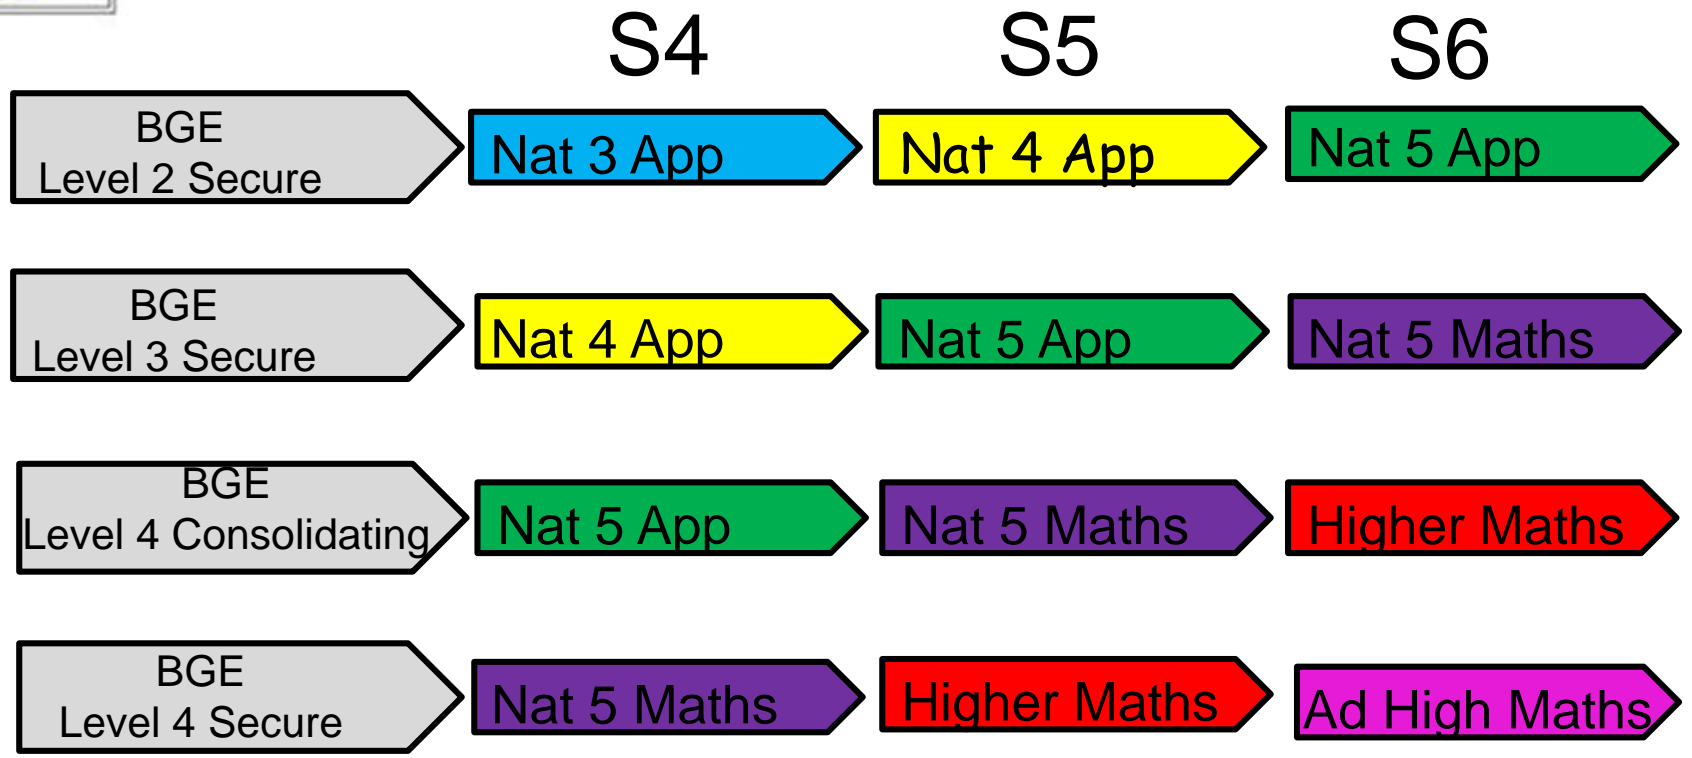 S4 S5 S6
BGE
Level 2 Secure
Nat 3 App
Nat 4 App
Nat 5 App
BGE
Level 3 Secure
Nat 4 App
Nat 5 App
Nat 5 Maths
BGE
Level 4 Consolidating
Nat 5 App
Nat 5 Maths
Higher Maths
BGE
Level 4 Secure
Nat 5 Maths
Higher Maths
Ad High Maths